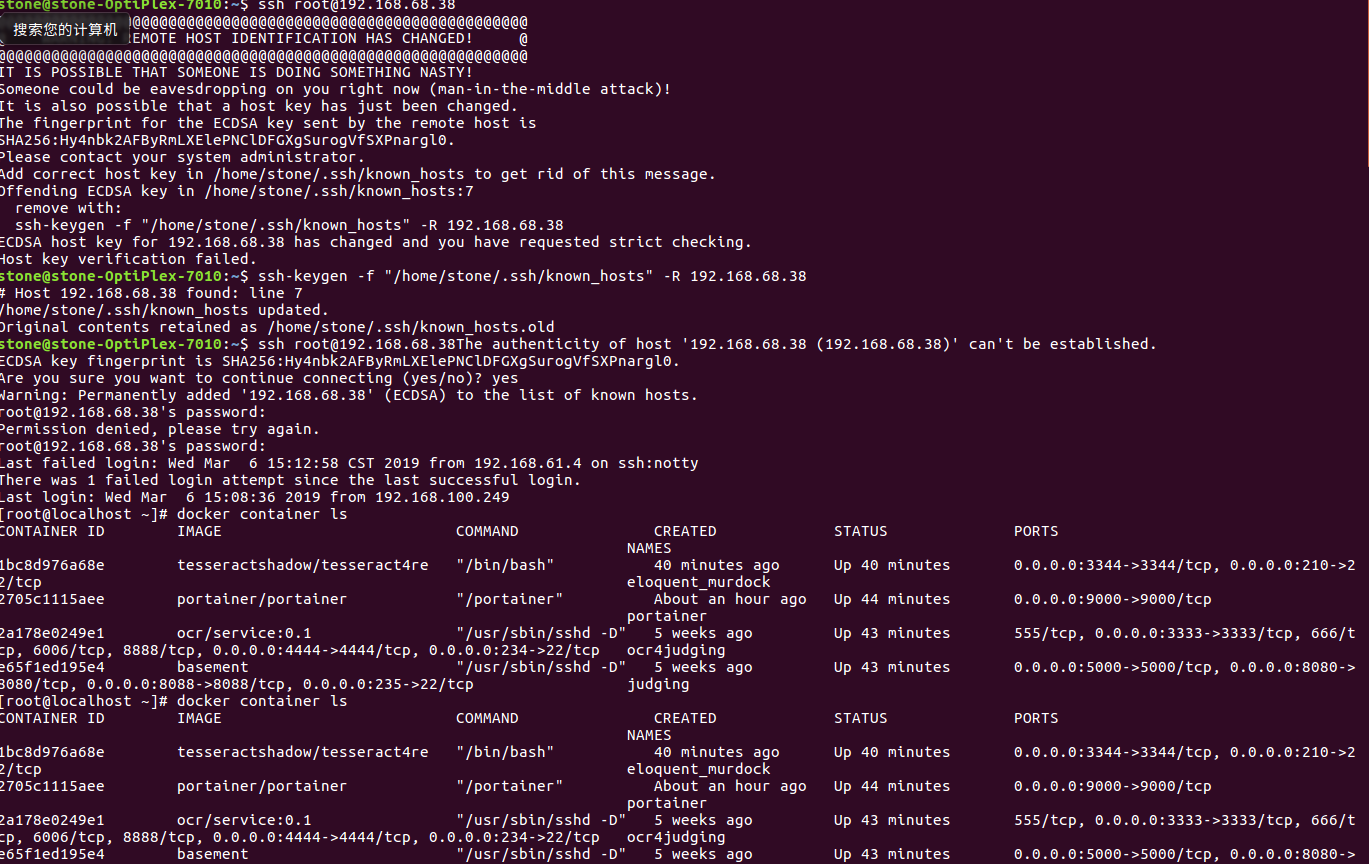 stone@stone-OptiPlex-7010:~$ ssh root@192.168.68.38
@@@@@@@@@@@@@@@@@@@@@@@@@@@@@@@@@@@@@@@@@@@@@@@@
搜索您的计算机
EMOTE HOST IDENTIFICATION HAS CHANGED!     @
@@@@@@@@@@@@@@@@@@@@@@@@@@@@@@@@@@@@@@@@@@@@@@@@@@@@@@@@@@@
IT IS POSSIBLE THAT SOMEONE IS DOING SOMETHING NASTY!
Someone could be eavesdropping on you right now (man-in-the-middle attack)!
It is also possible that a host key has just been changed.
The fingerprint for the ECDSA key sent by the remote host is
SHA256:Hy4nbk2AFByRmLXElePNClDFGXgSurogVfSXPnargl0.
Please contact your system administrator.
Add correct host key in /home/stone/.ssh/known_hosts to get rid of this message.
Offending ECDSA key in /home/stone/.ssh/known_hosts:7
  remove with:
  ssh-keygen -f "/home/stone/.ssh/known_hosts" -R 192.168.68.38
ECDSA host key for 192.168.68.38 has changed and you have requested strict checking.
Host key verification failed.
stone@stone-OptiPlex-7010:~$ ssh-keygen -f "/home/stone/.ssh/known_hosts" -R 192.168.68.38
# Host 192.168.68.38 found: line 7
/home/stone/.ssh/known_hosts updated.
Original contents retained as /home/stone/.ssh/known_hosts.old
stone@stone-OptiPlex-7010:~$ ssh root@192.168.68.38The authenticity of host '192.168.68.38 (192.168.68.38)' can't be established.
ECDSA key fingerprint is SHA256:Hy4nbk2AFByRmLXElePNClDFGXgSurogVfSXPnargl0.
Are you sure you want to continue connecting (yes/no)? yes
Warning: Permanently added '192.168.68.38' (ECDSA) to the list of known hosts.
root@192.168.68.38's password:
Permission denied, please try again.
root@192.168.68.38's password:
Last failed login: Wed Mar  6 15:12:58 CST 2019 from 192.168.61.4 on ssh:notty
There was 1 failed login attempt since the last successful login.
Last login: Wed Mar  6 15:08:36 2019 from 192.168.100.249
[root@localhost ~]# docker container ls
CONTAINER ID        IMAGE                          COMMAND               CREATED             STATUS              PORTS
NAMES
1bc8d976a68e        tesseractshadow/tesseract4re   "/bin/bash"           40 minutes ago      Up 40 minutes       0.0.0.0:3344->3344/tcp, 0.0.0.0:210->2
2/tcp                                                                 eloquent_murdock
2705c1115aee        portainer/portainer            "/portainer"          About an hour ago   Up 44 minutes       0.0.0.0:9000->9000/tcp
portainer
2a178e0249e1        ocr/service:0.1                "/usr/sbin/sshd -D"   5 weeks ago         Up 43 minutes       555/tcp, 0.0.0.0:3333->3333/tcp, 666/t
cp, 6006/tcp, 8888/tcp, 0.0.0.0:4444->4444/tcp, 0.0.0.0:234->22/tcp   ocr4judging
e65f1ed195e4        basement                       "/usr/sbin/sshd -D"   5 weeks ago         Up 43 minutes       0.0.0.0:5000->5000/tcp, 0.0.0.0:8080->
8080/tcp, 0.0.0.0:8088->8088/tcp, 0.0.0.0:235->22/tcp                 judging
[root@localhost ~]# docker container ls
CONTAINER ID        IMAGE                          COMMAND               CREATED             STATUS              PORTS
NAMES
1bc8d976a68e        tesseractshadow/tesseract4re   "/bin/bash"           40 minutes ago      Up 40 minutes       0.0.0.0:3344->3344/tcp, 0.0.0.0:210->2
2/tcp                                                                 eloquent_murdock
2705c1115aee        portainer/portainer            "/portainer"          About an hour ago   Up 44 minutes       0.0.0.0:9000->9000/tcp
portainer
2a178e0249e1        ocr/service:0.1                "/usr/sbin/sshd -D"   5 weeks ago         Up 43 minutes       555/tcp, 0.0.0.0:3333->3333/tcp, 666/t
cp, 6006/tcp, 8888/tcp, 0.0.0.0:4444->4444/tcp, 0.0.0.0:234->22/tcp   ocr4judging
e65f1ed195e4        basement                       "/usr/sbin/sshd -D"   5 weeks ago         Up 43 minutes       0.0.0.0:5000->5000/tcp, 0.0.0.0:8080->